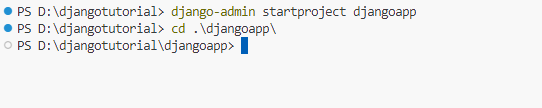 PS D:\djangotutorial> django-admin startproject djangoapp
PS D:\djangotutorial> cd .\djangoapp\
PS D:\djangotutorial\djangoapp>